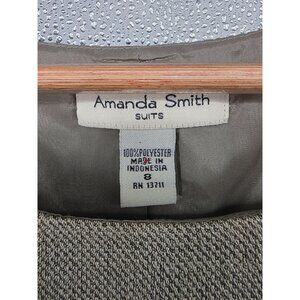 Amanda Smith
SUITS
100% POLYESTER
MADE IN
INDONESIA
8
RN 13711